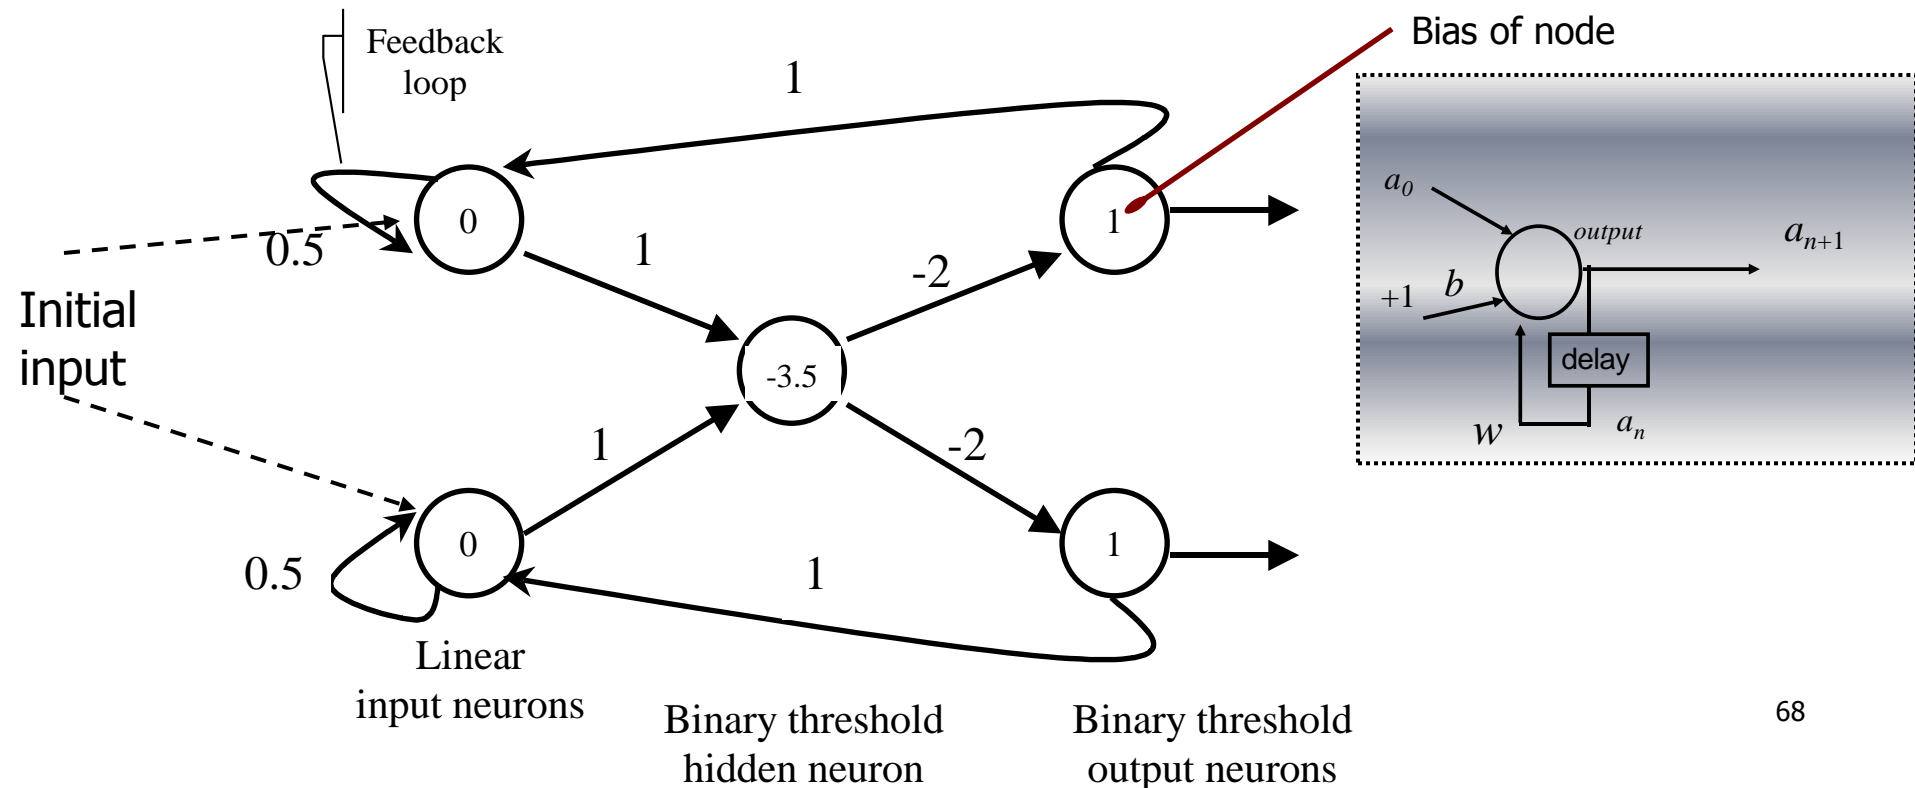 Feedback
loop
1
Bias of node
0
1
0.5
1
-2
Initial
input
-3.5
1
-2
0
1
0.5
1
Linear
input neurons
Binary threshold
hidden neuron
Binary threshold
output neurons
a0
output
an+1
+1
b
delay
w
an
68